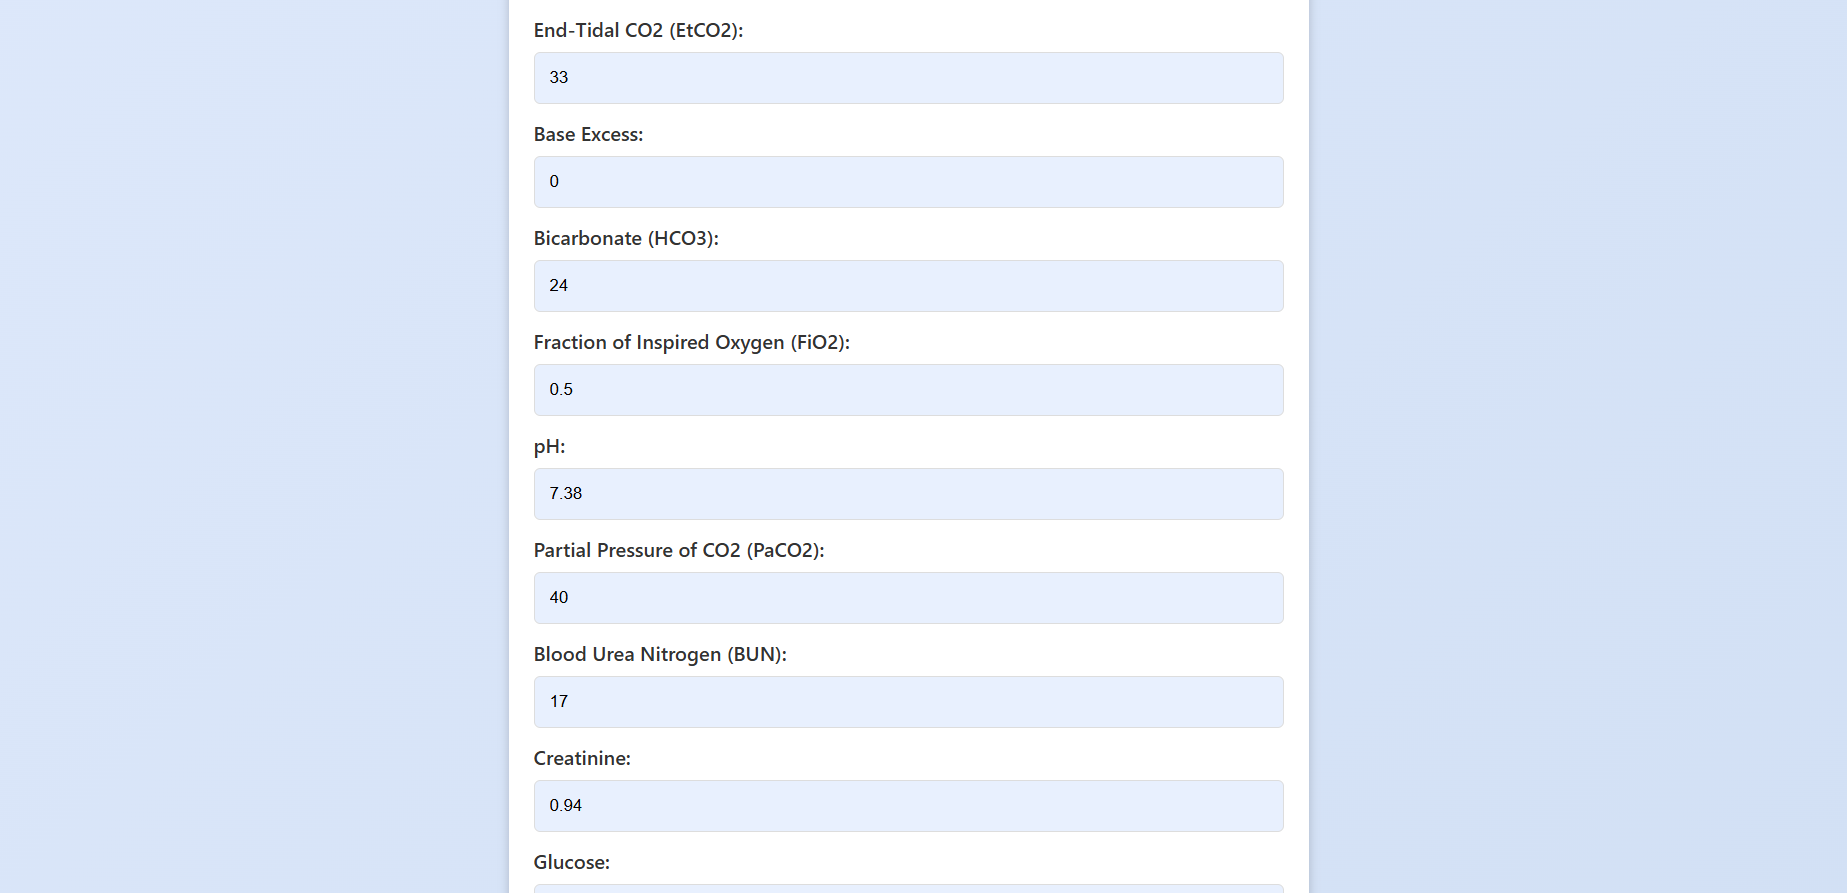 End-Tidal CO2 (EtCO2):
33
Base Excess:
0
Bicarbonate (HCO3):
24
Fraction of Inspired Oxygen (FiO2):
0.5
pH:
7.38
Partial Pressure of CO2 (PaCO2):
40
Blood Urea Nitrogen (BUN):
17
Creatinine:
0.94
Glucose: